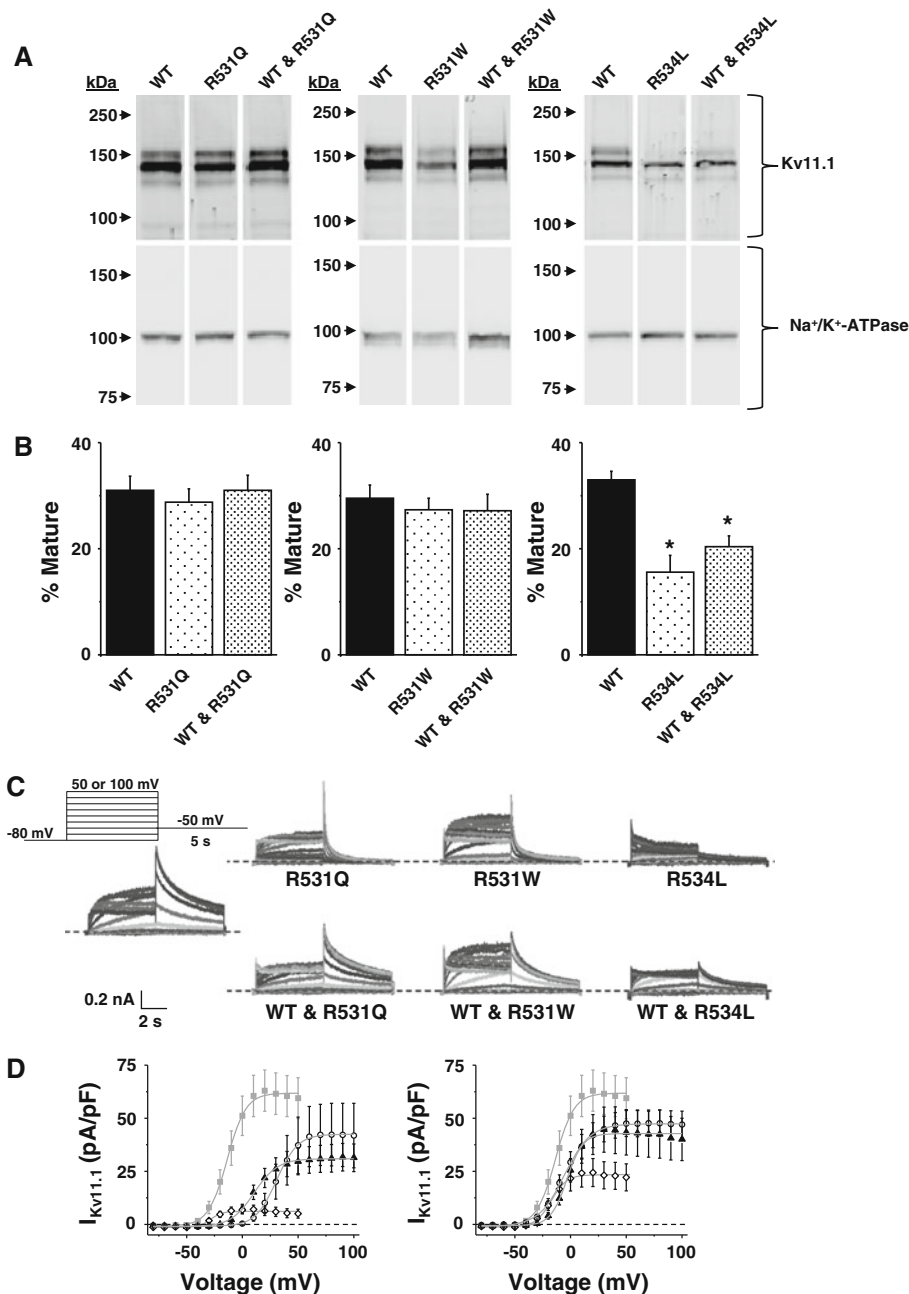 A
kDa WT R531Q WT & R531Q
kDa WT R531W WT & R531W
kDa WT R534L WT & R534L
250
150
100
250
150
100
250
150
100
Kv11.1
150
100
75
150
100
75
150
100
75
Na⁺/K⁺-ATPase
B
40
20
0
% Mature
WT
R531Q
WT & R531Q
40
20
0
% Mature
WT
R531W
WT & R531W
40
20
0
% Mature
*
*
WT
R534L
WT & R534L
C
50 or 100 mV
-80 mV
-50 mV
5 s
R531Q
R531W
R534L
WT & R531Q
WT & R531W
WT & R534L
0.2 nA
2 s
D
75
50
25
0
I Kv11.1 (pA/pF)
-50 0 50 100
Voltage (mV)
75
50
25
0
I Kv11.1 (pA/pF)
-50 0 50 100
Voltage (mV)